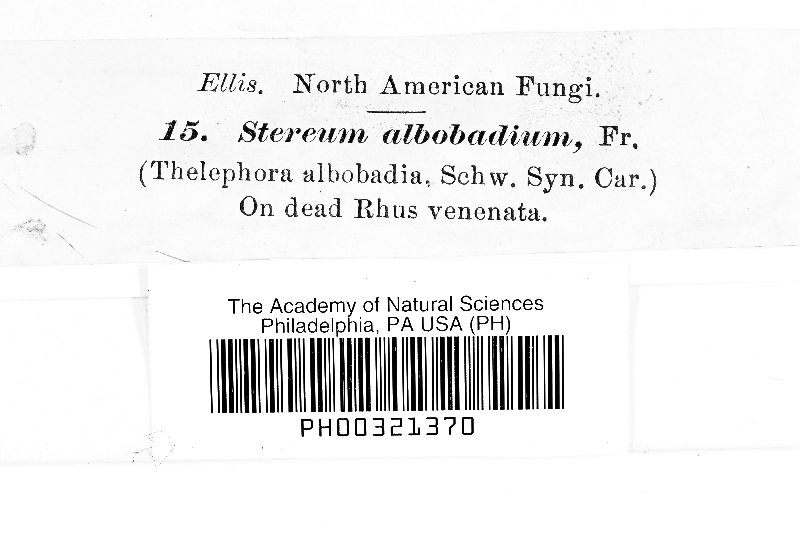 Ellis. North American Fungi.
15. Stereum albobadium, Fr.
(Thelephora albobadia, Schw. Syn. Car.)
On dead Rhus venenata.
The Academy of Natural Sciences
Philadelphia, PA USA (PH)
PH00321370